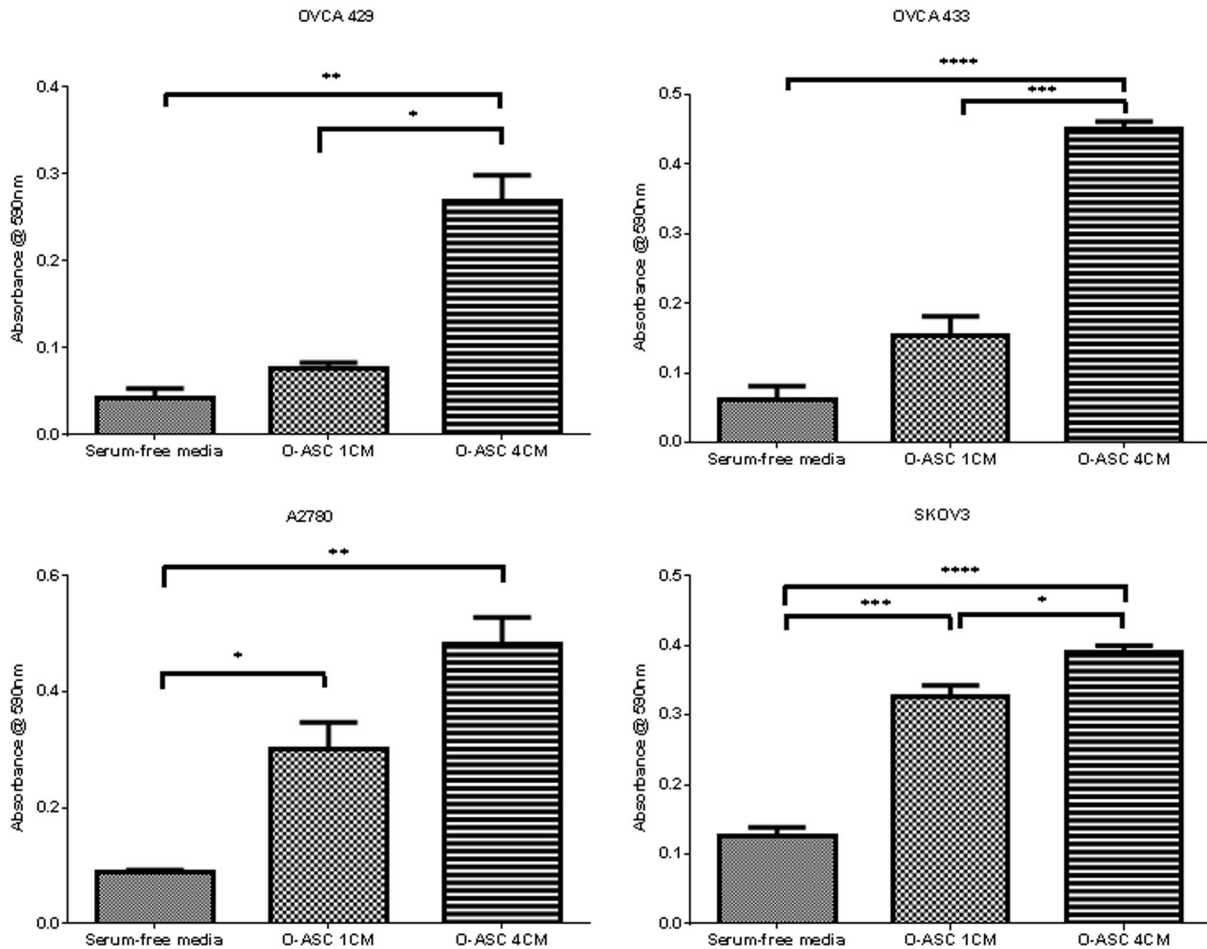 OVCA 429
**
*
0.4
0.3
0.2
0.1
0.0
Absorbance @ 590nm
Serum-free media O-ASC 1CM O-ASC 4CM
OVCA 433
****
***
0.5
0.4
0.3
0.2
0.1
0.0
Absorbance @ 590nm
Serum-free media O-ASC 1CM O-ASC 4CM
A2780
**
*
0.6
0.4
0.2
0.0
Absorbance @ 590nm
Serum-free media O-ASC 1CM O-ASC 4CM
SKOV3
****
***
*
0.5
0.4
0.3
0.2
0.1
0.0
Absorbance @ 590nm
Serum-free media O-ASC 1CM O-ASC 4CM